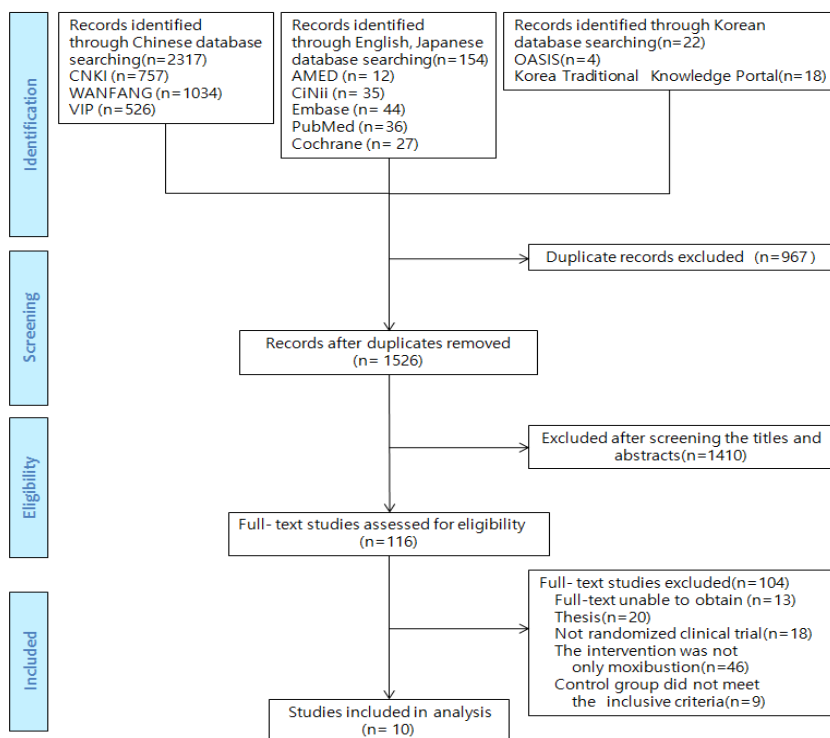 Identification
Records identified
through Chinese database
searching(n=2317)
CNKI(n=757)
WANFANG(n=1034)
VIP(n=526)
Records identified
through English, Japanese
database searching(n=154)
AMED (n= 12)
CiNii (n= 35)
Embase (n= 44)
PubMed (n=36)
Cochrane (n= 27)
Records identified through Korean
database searching(n=22)
OASIS(n=4)
Korea Traditional Knowledge Portal(n=18)
Duplicate records excluded (n=967 )
Screening
Records after duplicates removed
(n= 1526)
Excluded after screening the titles and
abstracts(n=1410)
Eligibility
Full- text studies assessed for eligibility
(n=116)
Full- text studies excluded(n=104)
Full-text unable to obtain (n=13)
Thesis(n=20)
Not randomized clinical trial(n=18)
The intervention was not
only moxibustion(n=46)
Control group did not meet
the inclusive criteria(n=9)
Included
Studies included in analysis
(n= 10)